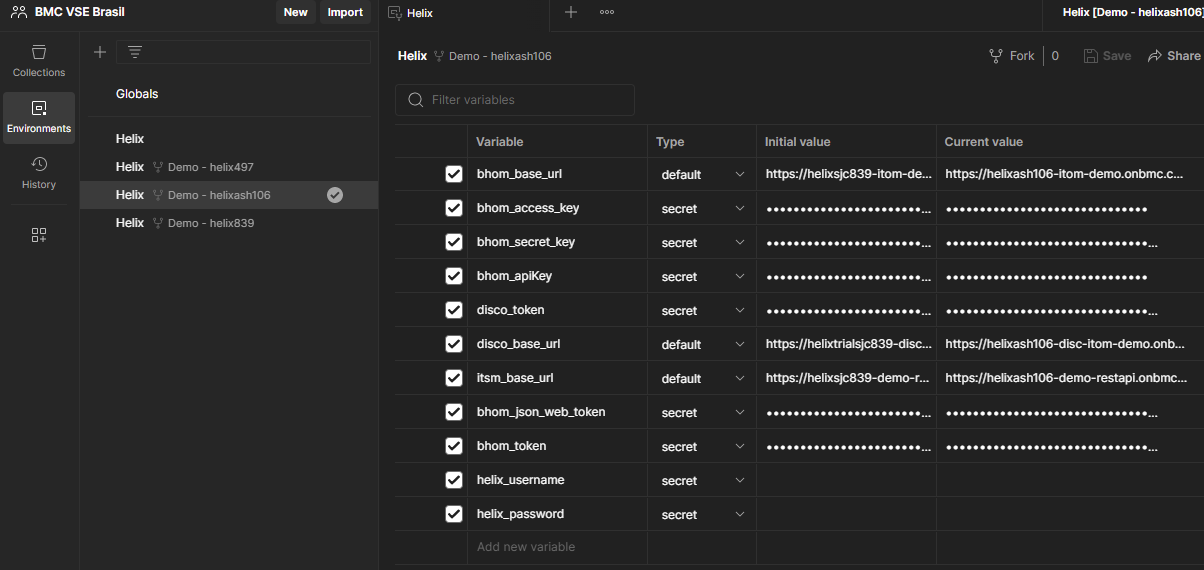 BMC VSE Brasil New Import Helix Helix [Demo - helixash106]
Collections
Environments
History
Globals
Helix
Helix Demo - helix497
Helix Demo - helixash106
Helix Demo - helix839
Helix Demo - helixash106 Fork 0 Save Share
Filter variables
Variable Type Initial value Current value
bhom_base_url default https://helixsjc839-itom-de... https://helixash106-itom-demo.onbmc.c...
bhom_access_key secret ••••••••••••••••••••••... ••••••••••••••••••••••••••••
bhom_secret_key secret ••••••••••••••••••••••... ••••••••••••••••••••••••••••...
bhom_apiKey secret ••••••••••••••••••••••... ••••••••••••••••••••••••••••
disco_token secret ••••••••••••••••••••••... ••••••••••••••••••••••••••••...
disco_base_url default https://helixtrialsjc839-disc... https://helixash106-disc-itom-demo.onb...
itsm_base_url default https://helixsjc839-demo-r... https://helixash106-demo-restapi.onbmc...
bhom_json_web_token secret ••••••••••••••••••••••... ••••••••••••••••••••••••••••...
bhom_token secret ••••••••••••••••••••••... ••••••••••••••••••••••••••••...
helix_username secret
helix_password secret
Add new variable